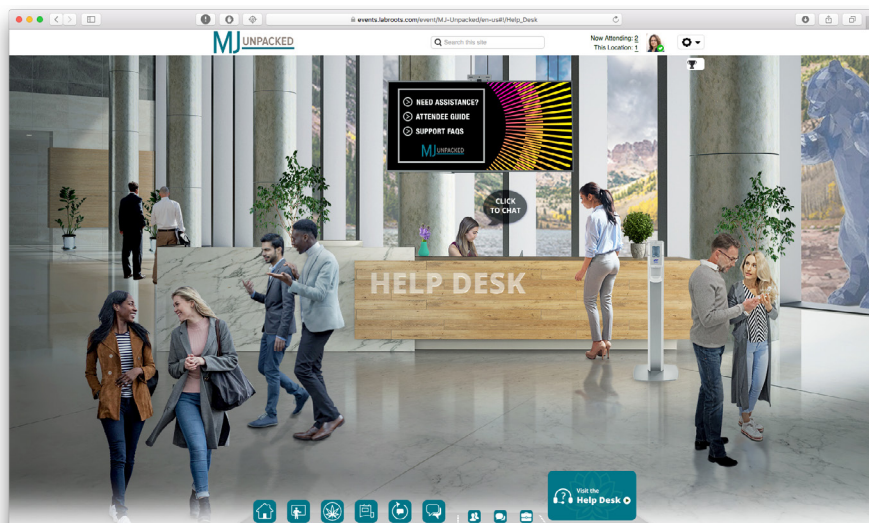 events.labroots.com/event/MJ-Unpacked/en-us#!/Help_Desk
MJ UNPACKED
Search this site
Now Attending: 2
This Location: 1
NEED ASSISTANCE?
ATTENDEE GUIDE
SUPPORT FAQS
MJ UNPACKED
CLICK
TO CHAT
HELP DESK
Visit the
Help Desk